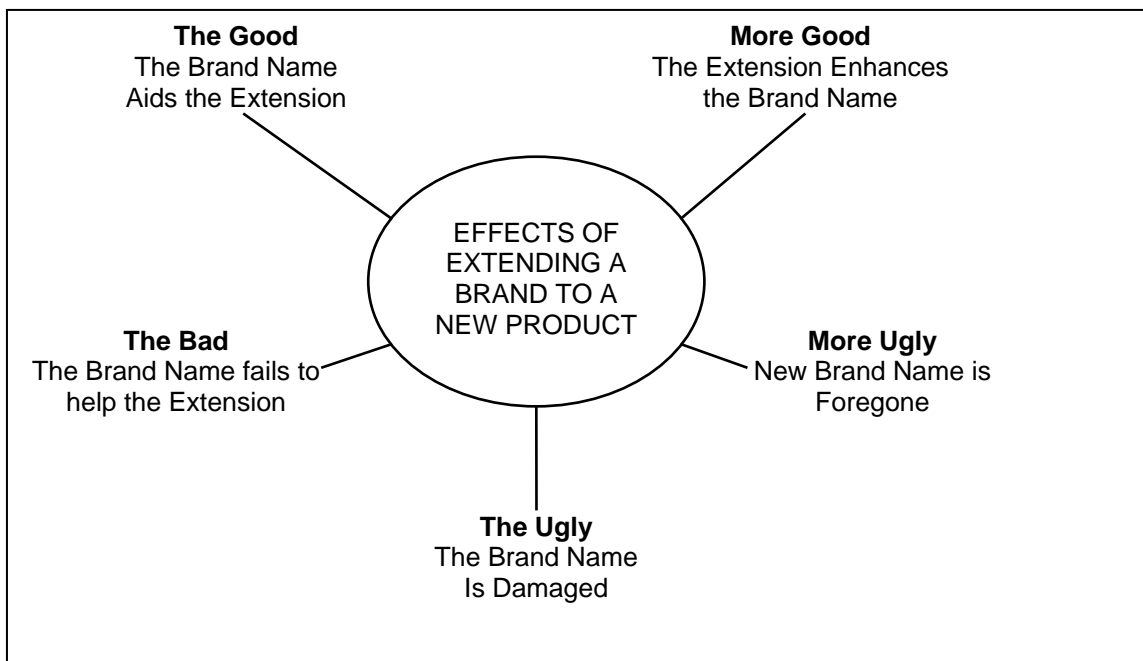 The Good
The Brand Name
Aids the Extension
More Good
The Extension Enhances
the Brand Name
EFFECTS OF
EXTENDING A
BRAND TO A
NEW PRODUCT
The Bad
The Brand Name fails to
help the Extension
More Ugly
New Brand Name is
Foregone
The Ugly
The Brand Name
Is Damaged